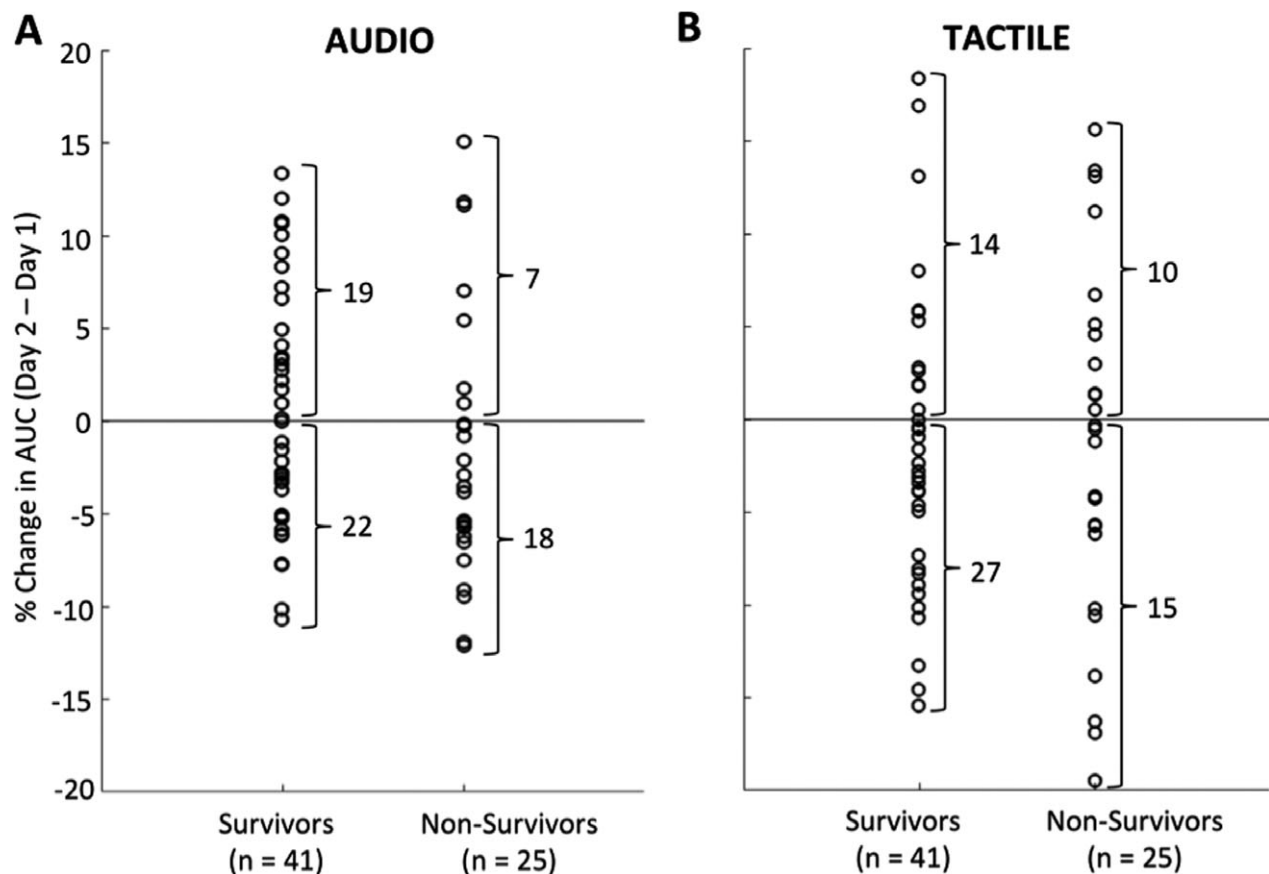 A
AUDIO
B
TACTILE
% Change in AUC (Day 2 – Day 1)
20
15
10
5
0
-5
-10
-15
-20
19
22
7
18
14
27
10
15
Survivors
(n = 41)
Non-Survivors
(n = 25)
Survivors
(n = 41)
Non-Survivors
(n = 25)